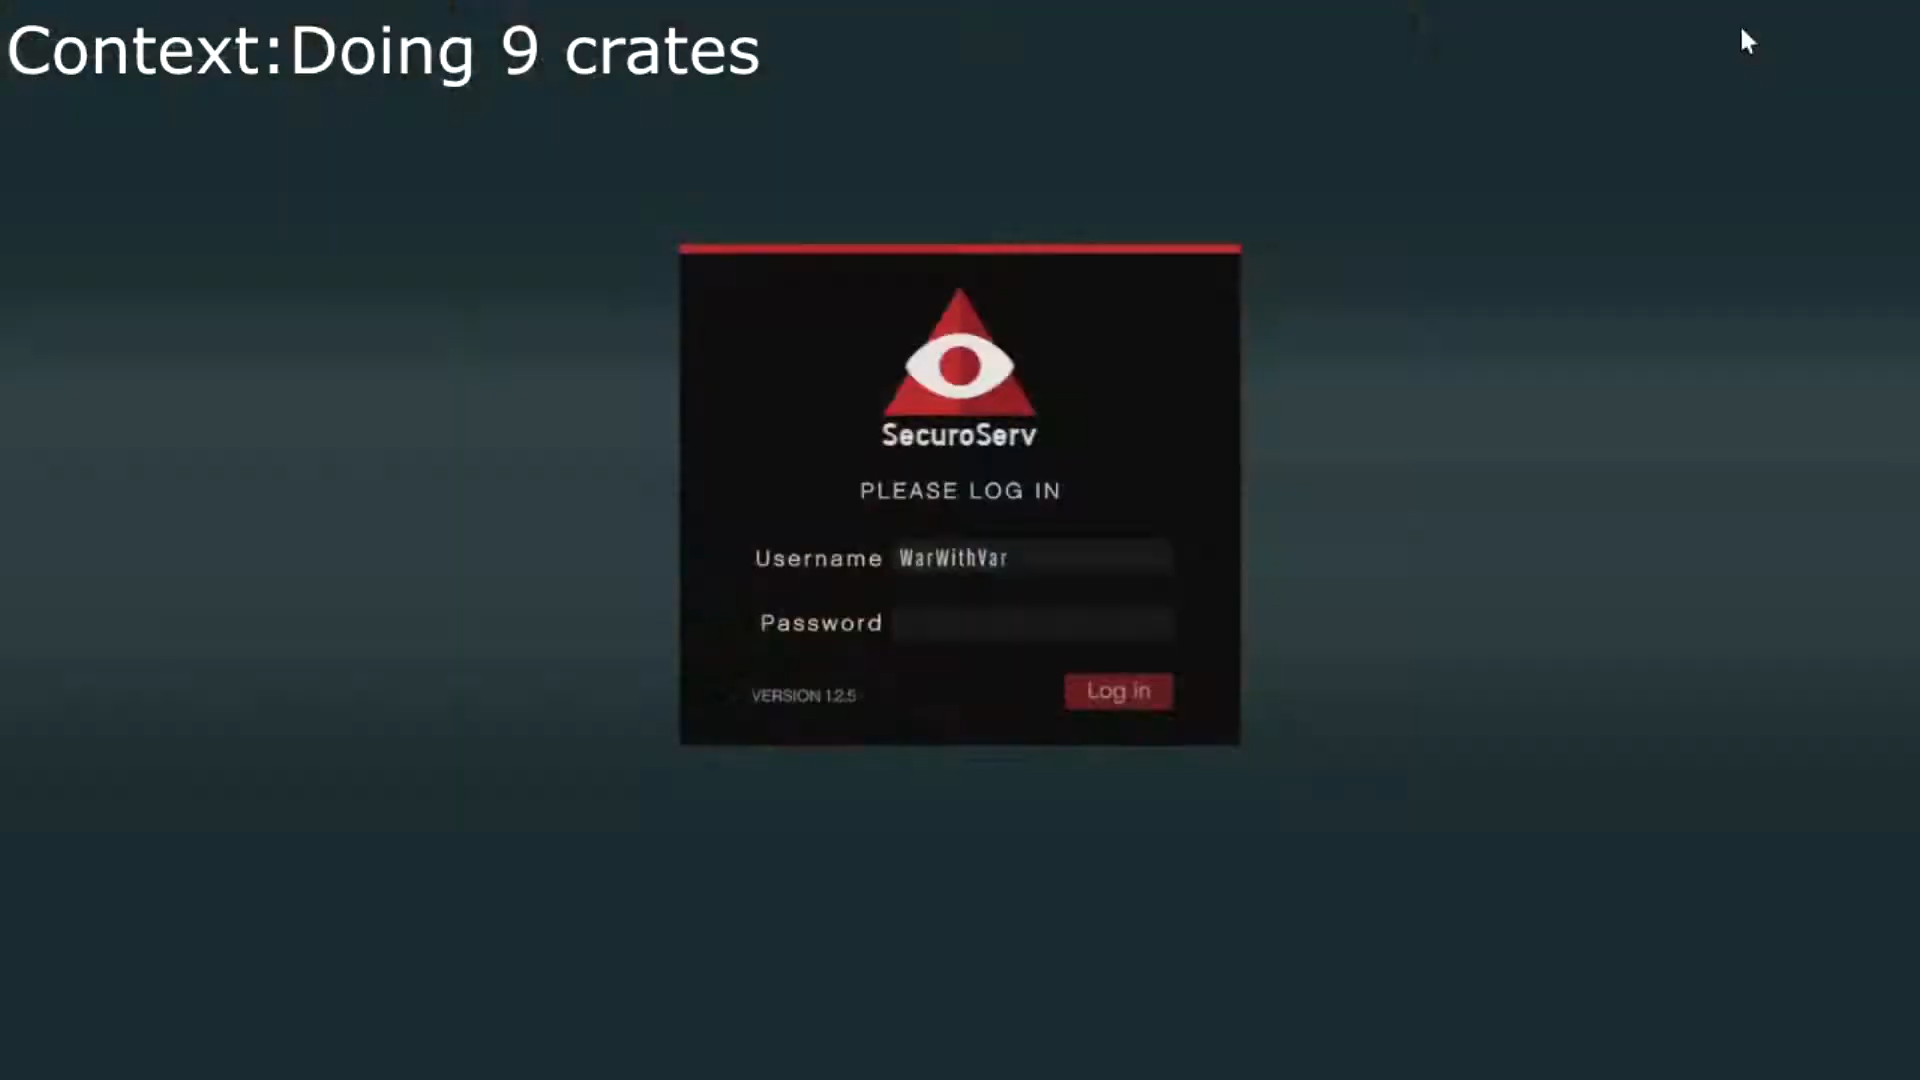 Context:Doing 9 crates
SecuroServ
PLEASE LOG IN
Username WarWithVar
Password
VERSION 1.2.5 Log in